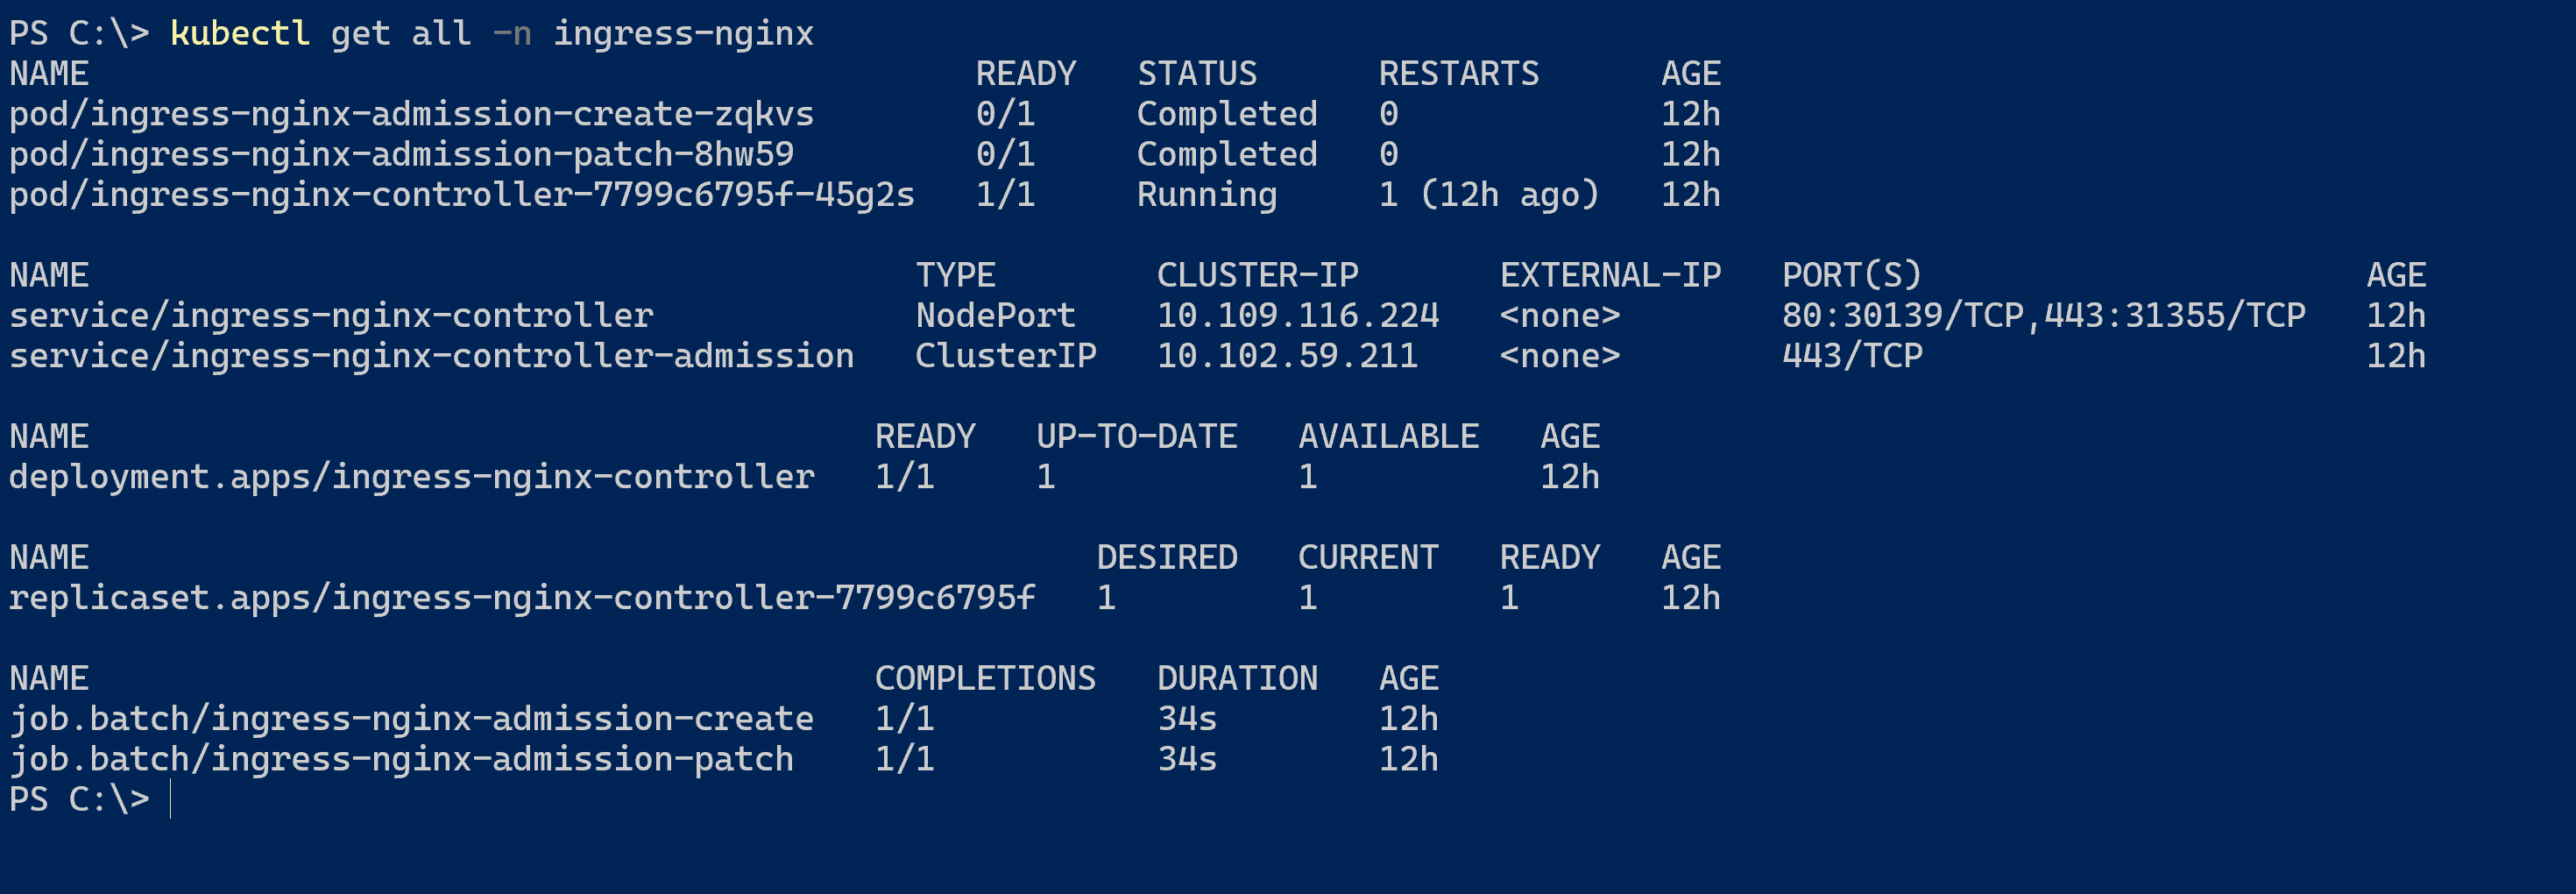 PS C:\> kubectl get all -n ingress-nginx
NAME                                            READY   STATUS      RESTARTS      AGE
pod/ingress-nginx-admission-create-zqkvs        0/1     Completed   0             12h
pod/ingress-nginx-admission-patch-8hw59         0/1     Completed   0             12h
pod/ingress-nginx-controller-7799c6795f-45g2s   1/1     Running     1 (12h ago)   12h

NAME                                         TYPE        CLUSTER-IP       EXTERNAL-IP   PORT(S)                      AGE
service/ingress-nginx-controller             NodePort    10.109.116.224   <none>        80:30139/TCP,443:31355/TCP   12h
service/ingress-nginx-controller-admission   ClusterIP   10.102.59.211    <none>        443/TCP                      12h

NAME                                       READY   UP-TO-DATE   AVAILABLE   AGE
deployment.apps/ingress-nginx-controller   1/1     1            1           12h

NAME                                                  DESIRED   CURRENT   READY   AGE
replicaset.apps/ingress-nginx-controller-7799c6795f   1         1         1       12h

NAME                                       COMPLETIONS   DURATION   AGE
job.batch/ingress-nginx-admission-create   1/1           34s        12h
job.batch/ingress-nginx-admission-patch    1/1           34s        12h
PS C:\>